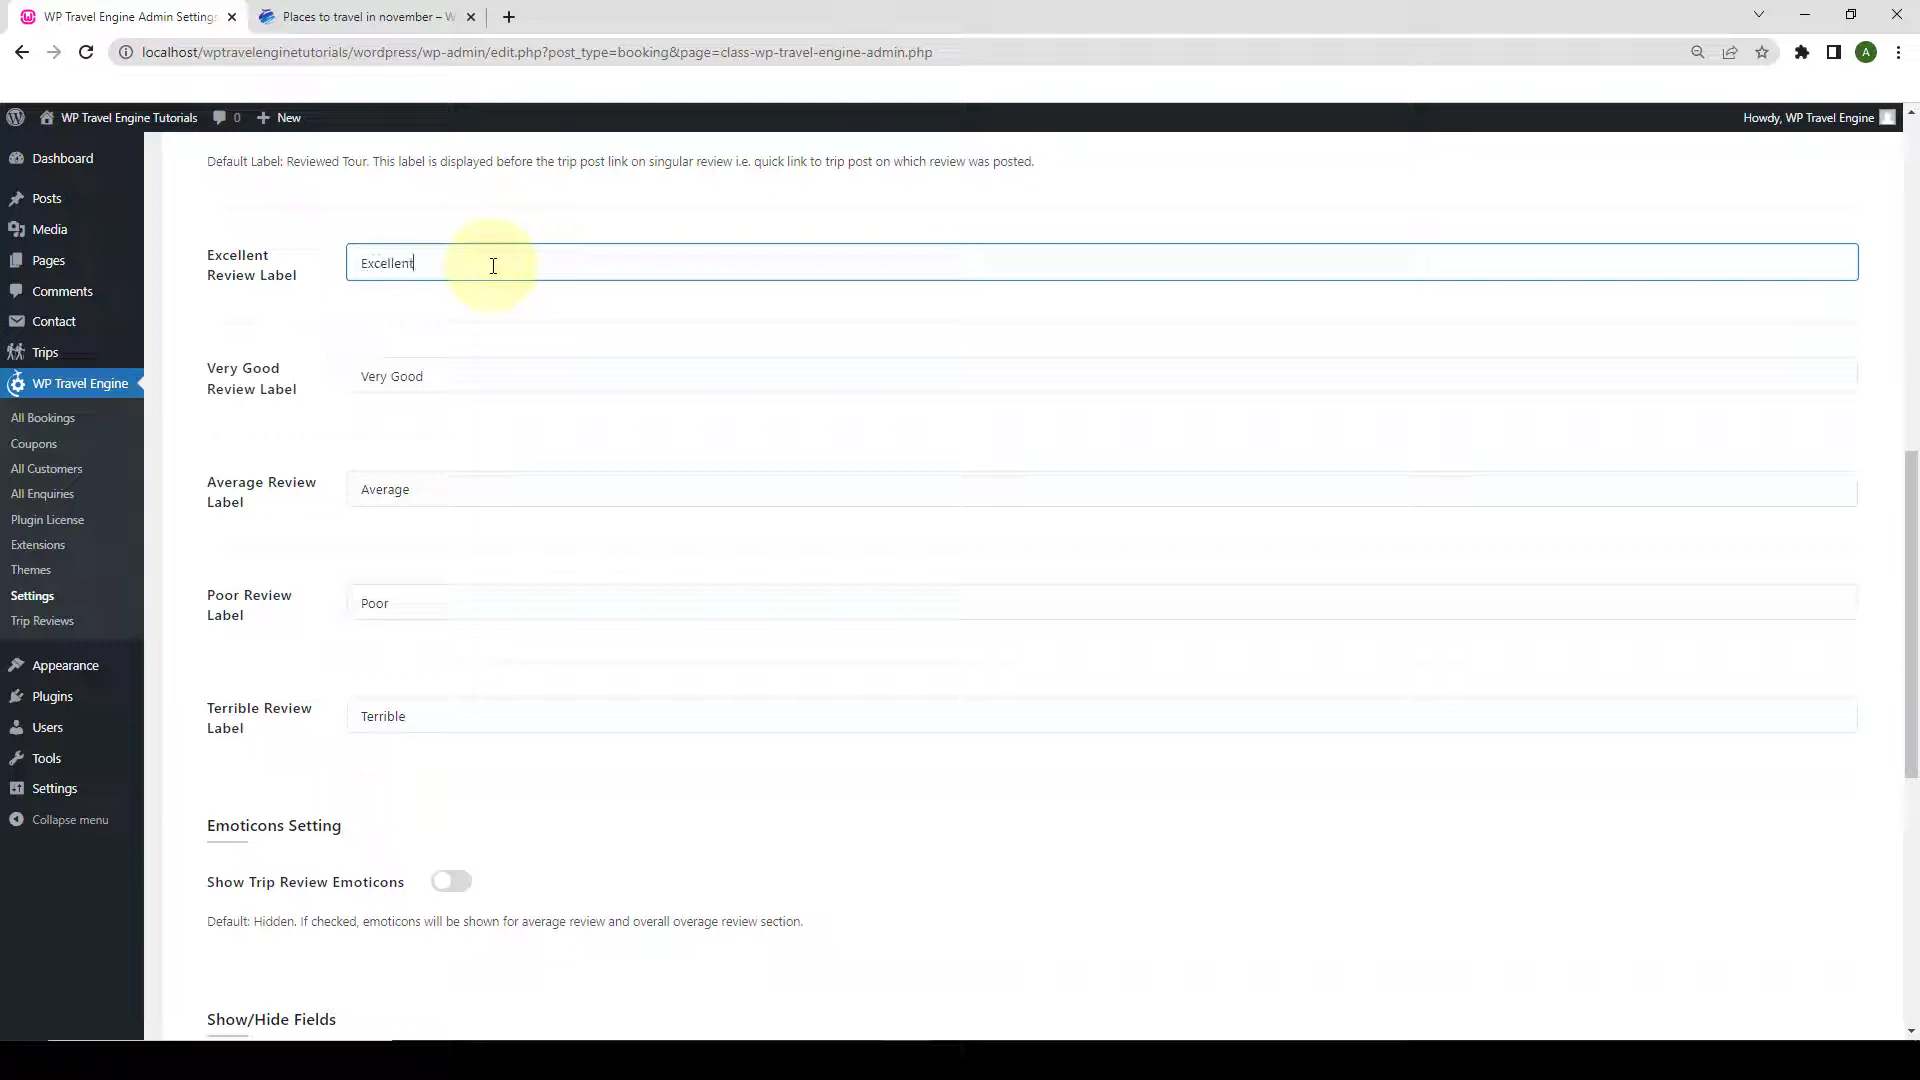 WP Travel Engine Admin Settings
Places to travel in november – W
localhost/wptravelenginetutorials/wordpress/wp-admin/edit.php?post_type=booking&page=class-wp-travel-engine-admin.php
A
WP Travel Engine Tutorials
0
New
Howdy, WP Travel Engine
Dashboard
Posts
Media
Pages
Comments
Contact
Trips
WP Travel Engine
All Bookings
Coupons
All Customers
All Enquiries
Plugin License
Extensions
Themes
Settings
Trip Reviews
Appearance
Plugins
Users
Tools
Settings
Collapse menu
Default Label: Reviewed Tour. This label is displayed before the trip post link on singular review i.e. quick link to trip post on which review was posted.
Excellent
Review Label
Excellent
Very Good
Review Label
Very Good
Average Review
Label
Average
Poor Review
Label
Poor
Terrible Review
Label
Terrible
Emoticons Setting
Show Trip Review Emoticons
Default: Hidden. If checked, emoticons will be shown for average review and overall overage review section.
Show/Hide Fields